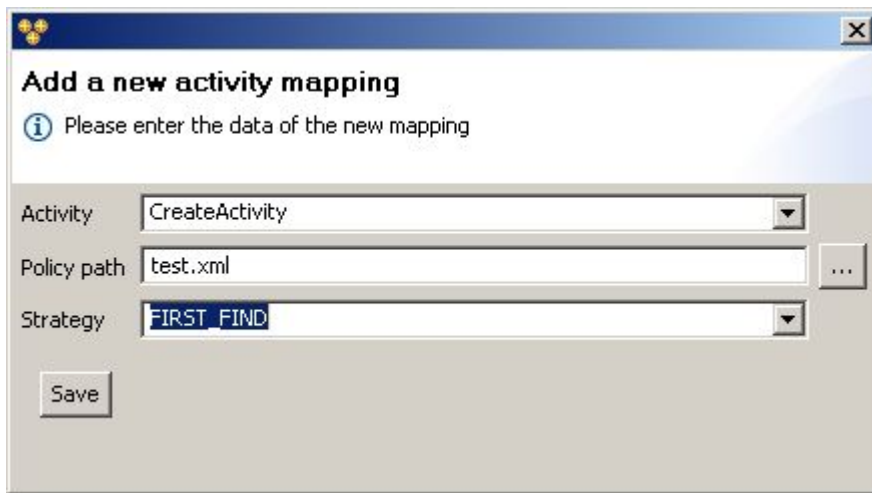 Add a new activity mapping
Please enter the data of the new mapping
Activity CreateActivity
Policy path test.xml ...
Strategy FIRST_FIND
Save